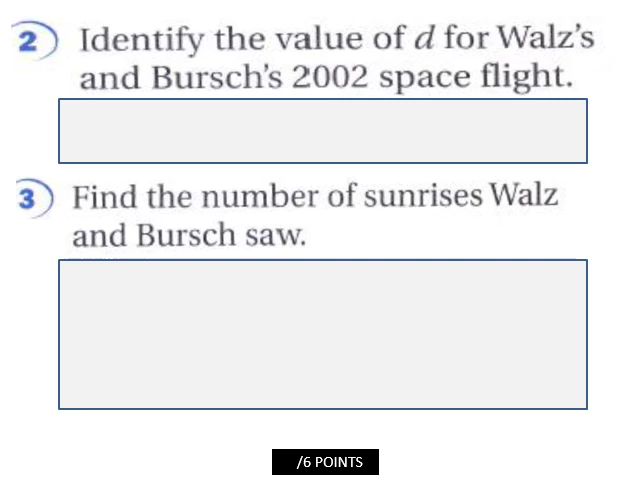 2 Identify the value of d for Walz's
and Bursch's 2002 space flight.
3 Find the number of sunrises Walz
and Bursch saw.
/6 POINTS